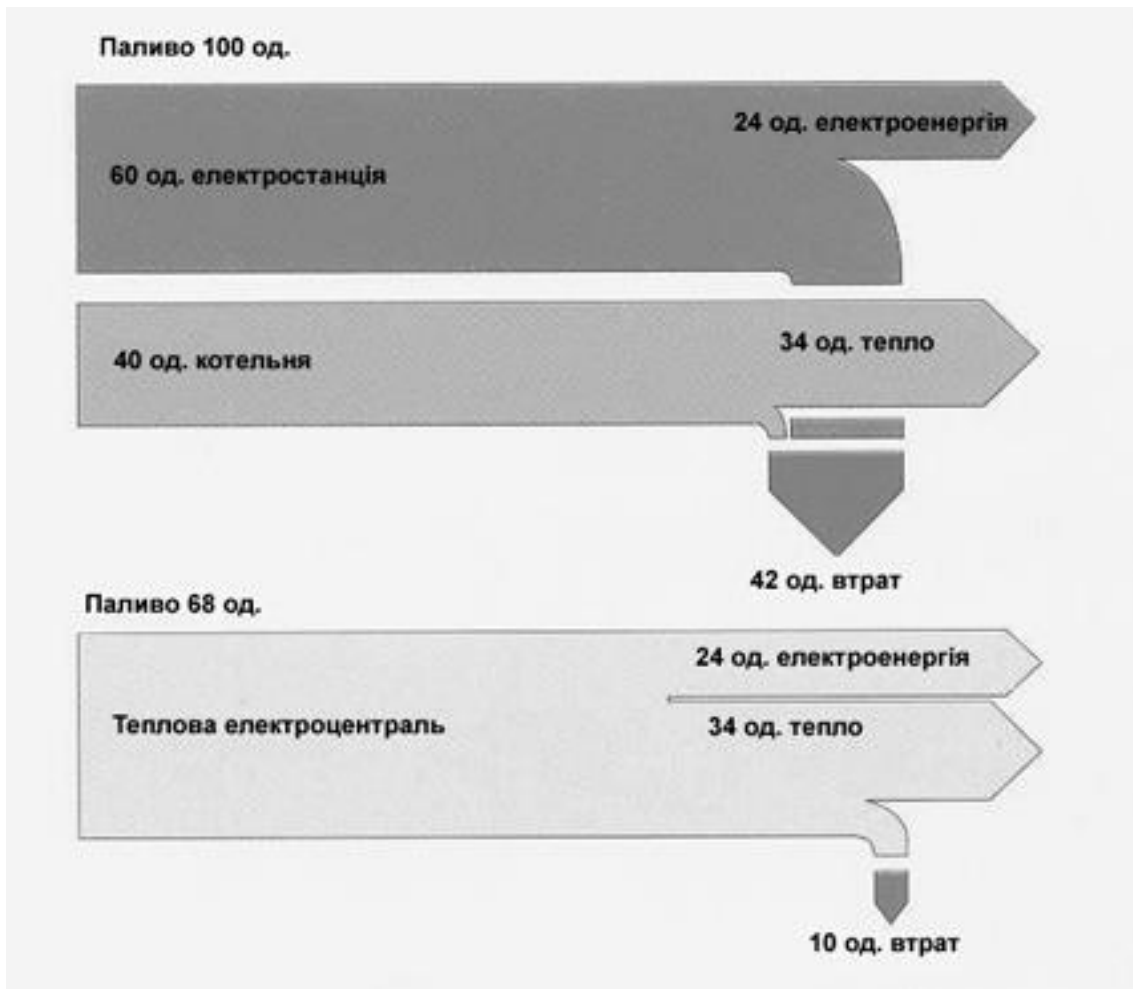 Паливо 100 од.
24 од. електроенергія
60 од. електростанція
34 од. тепло
40 од. котельня
42 од. втрат
Паливо 68 од.
24 од. електроенергія
Теплова електроцентраль
34 од. тепло
10 од. втрат